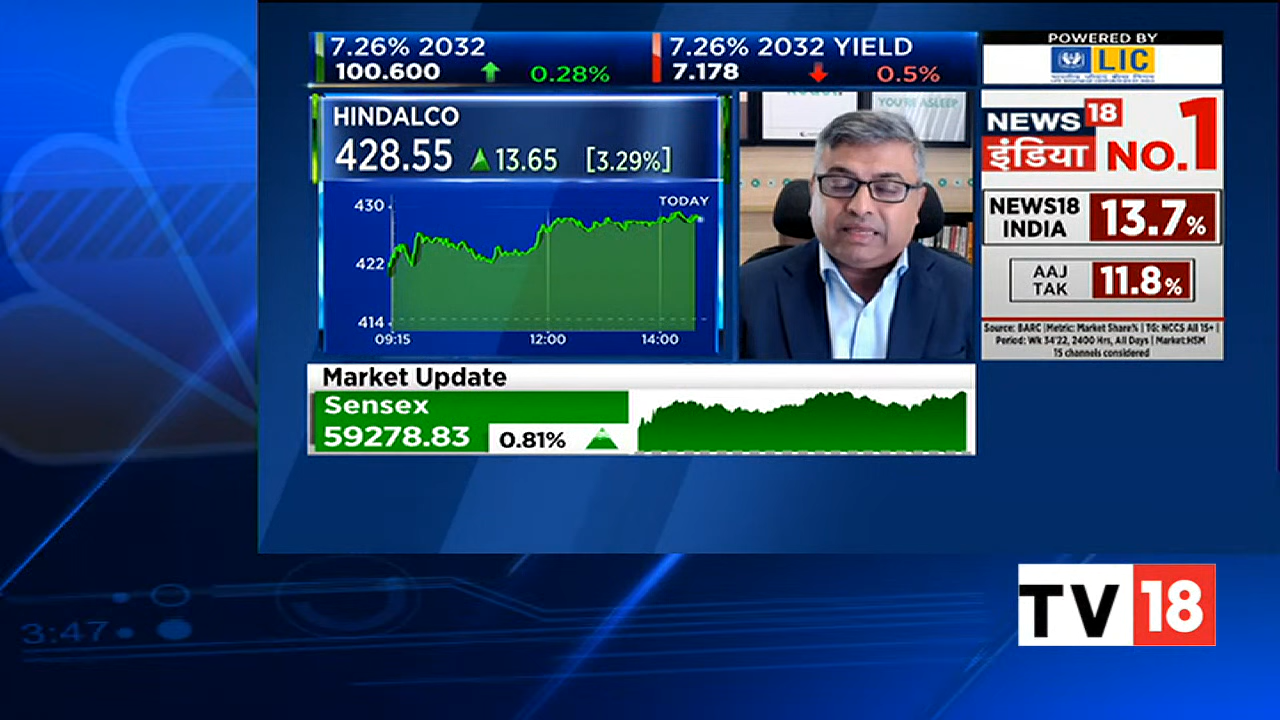 7.26% 2032
100.600 0.28%
7.26% 2032 YIELD
7.178 0.5%
POWERED BY
LIC
HINDALCO
428.55 13.65 [3.29%]
TODAY
430
422
414
09:15 12:00 14:00
YOU'RE ASLEEP
NEWS 18
इंडिया NO.1
NEWS18
INDIA
13.7%
AAJ
TAK
11.8%
Source: BARC |Metric: Market Share% | TG: NCCS All 15+ |
Period: Wk 34'22, 2400 Hrs, All Days | Market:HSM
15 channels considered
Market Update
Sensex
59278.83 0.81%
3:47
TV18